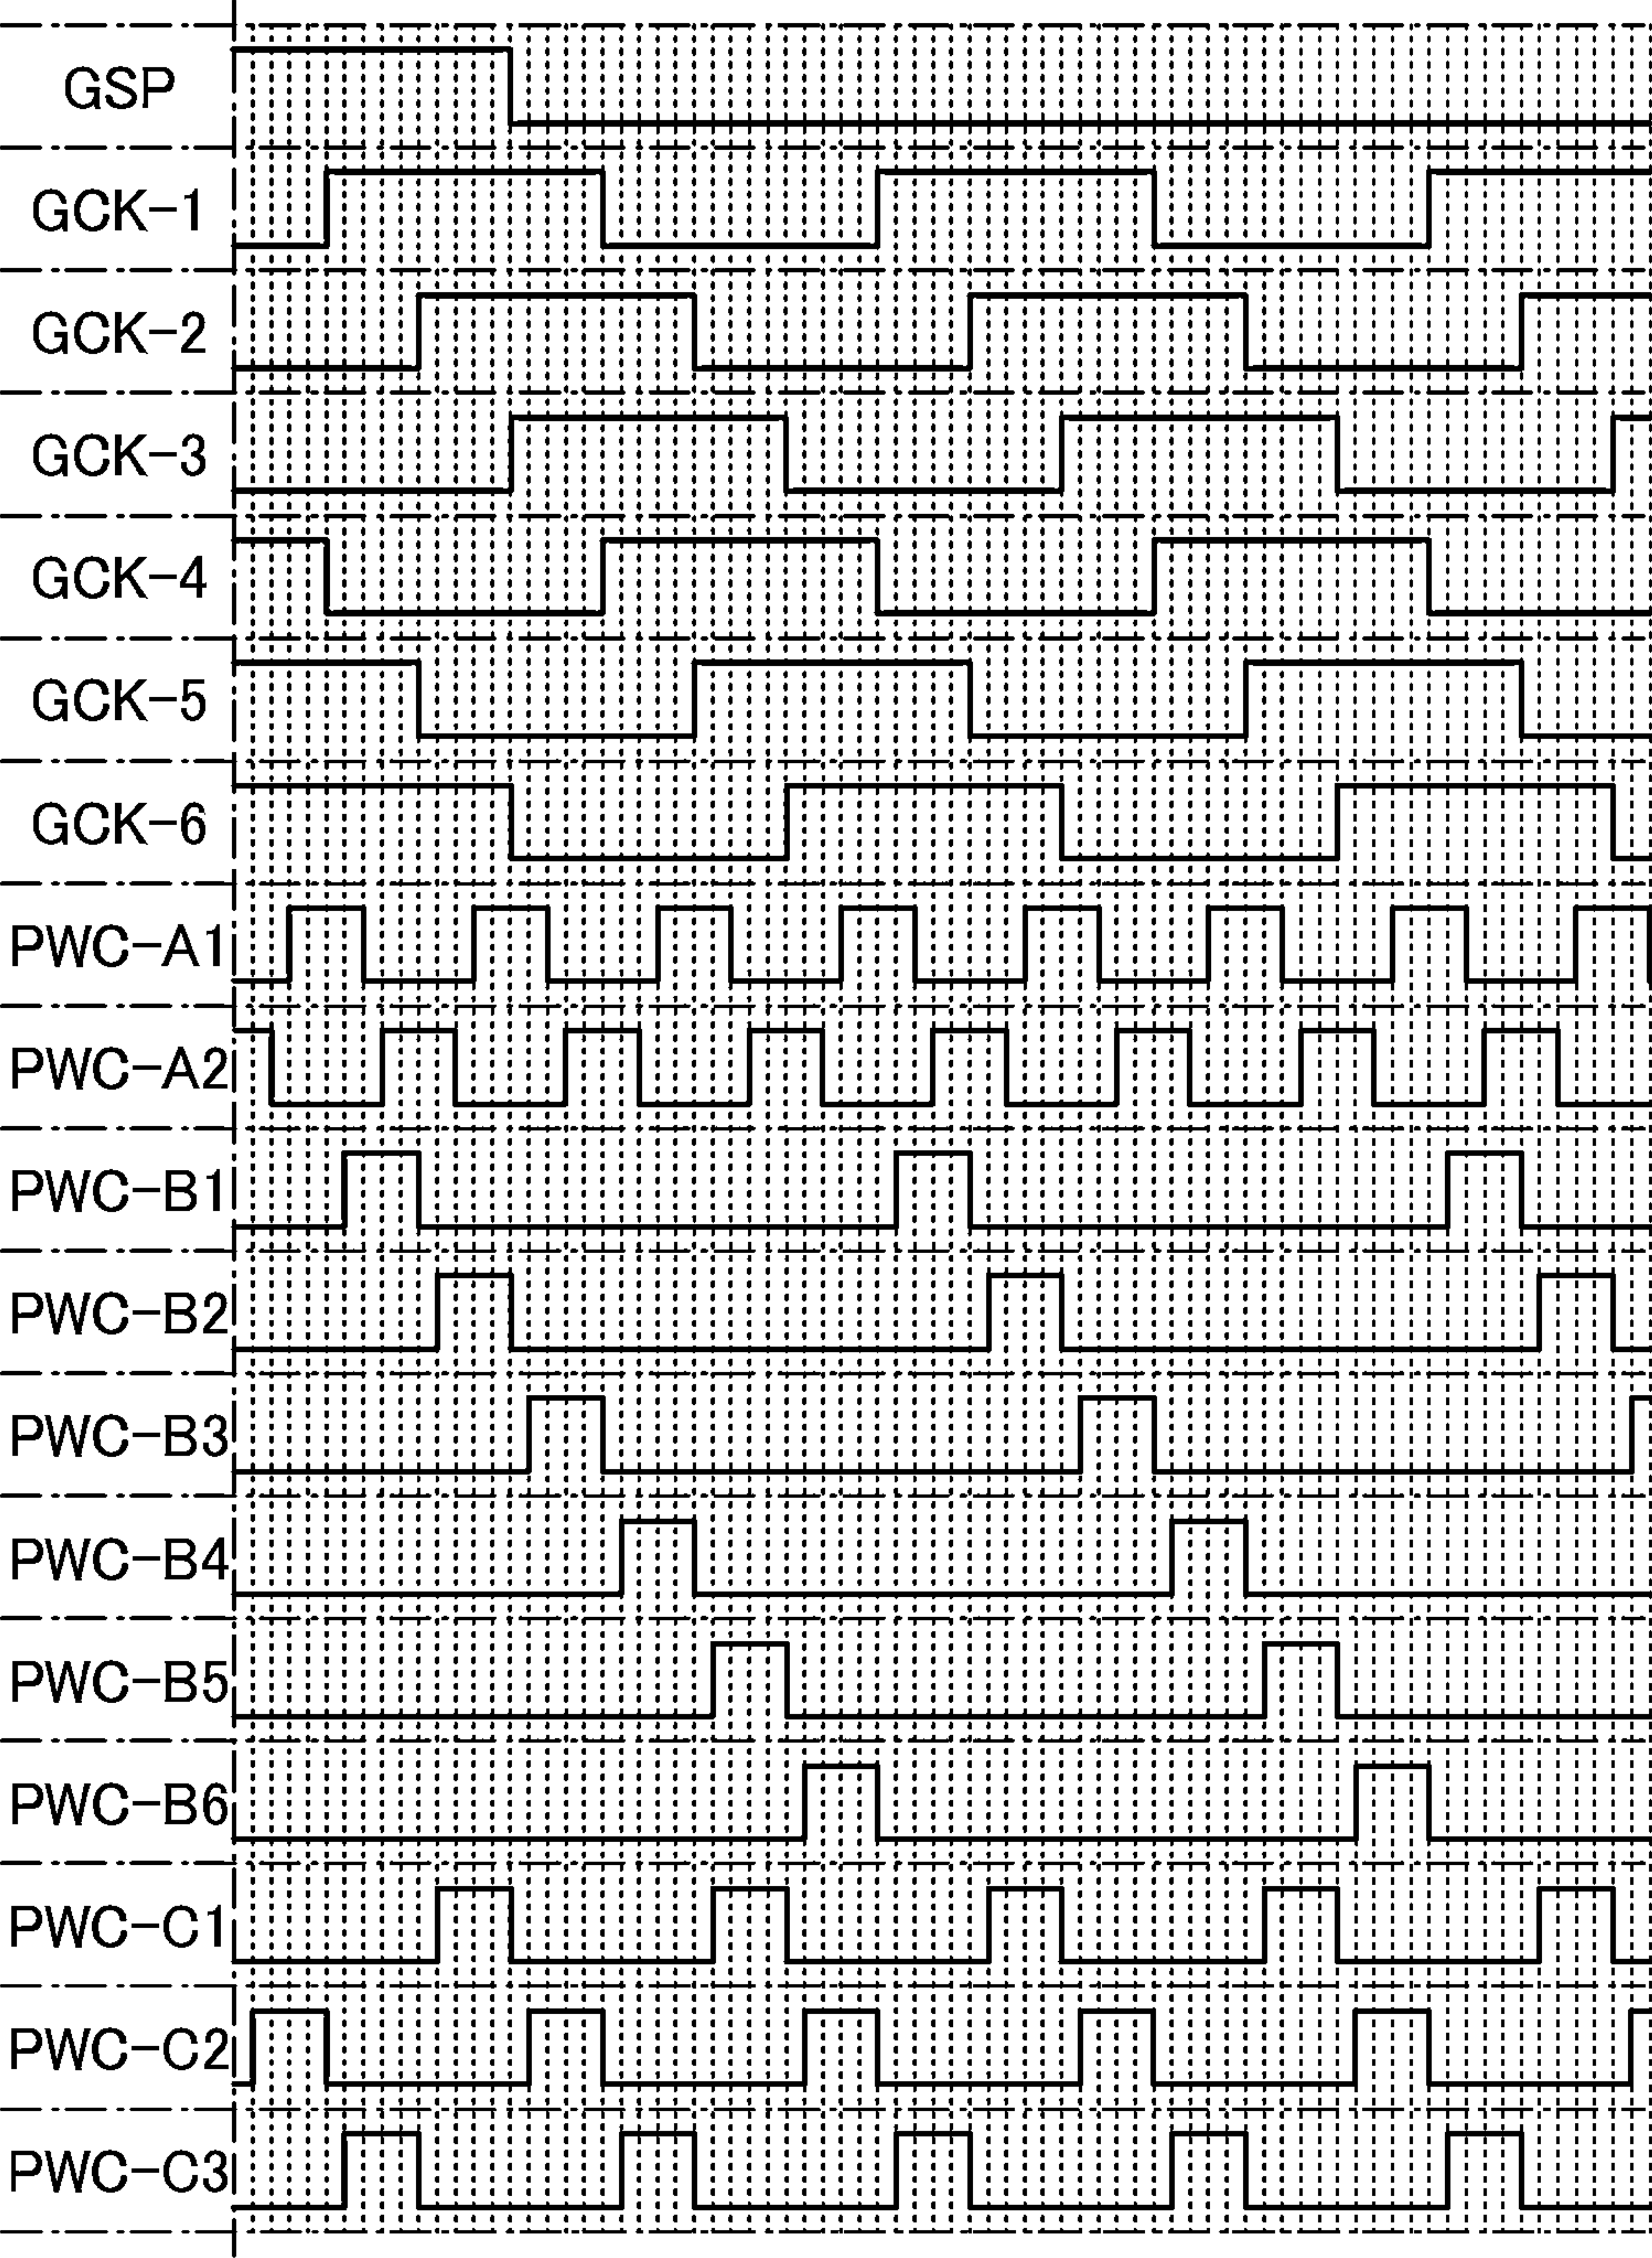 GSP
GCK-1
GCK-2
GCK-3
GCK-4
GCK-5
GCK-6
PWC-A1
PWC-A2
PWC-B1
PWC-B2
PWC-B3
PWC-B4
PWC-B5
PWC-B6
PWC-C1
PWC-C2
PWC-C3